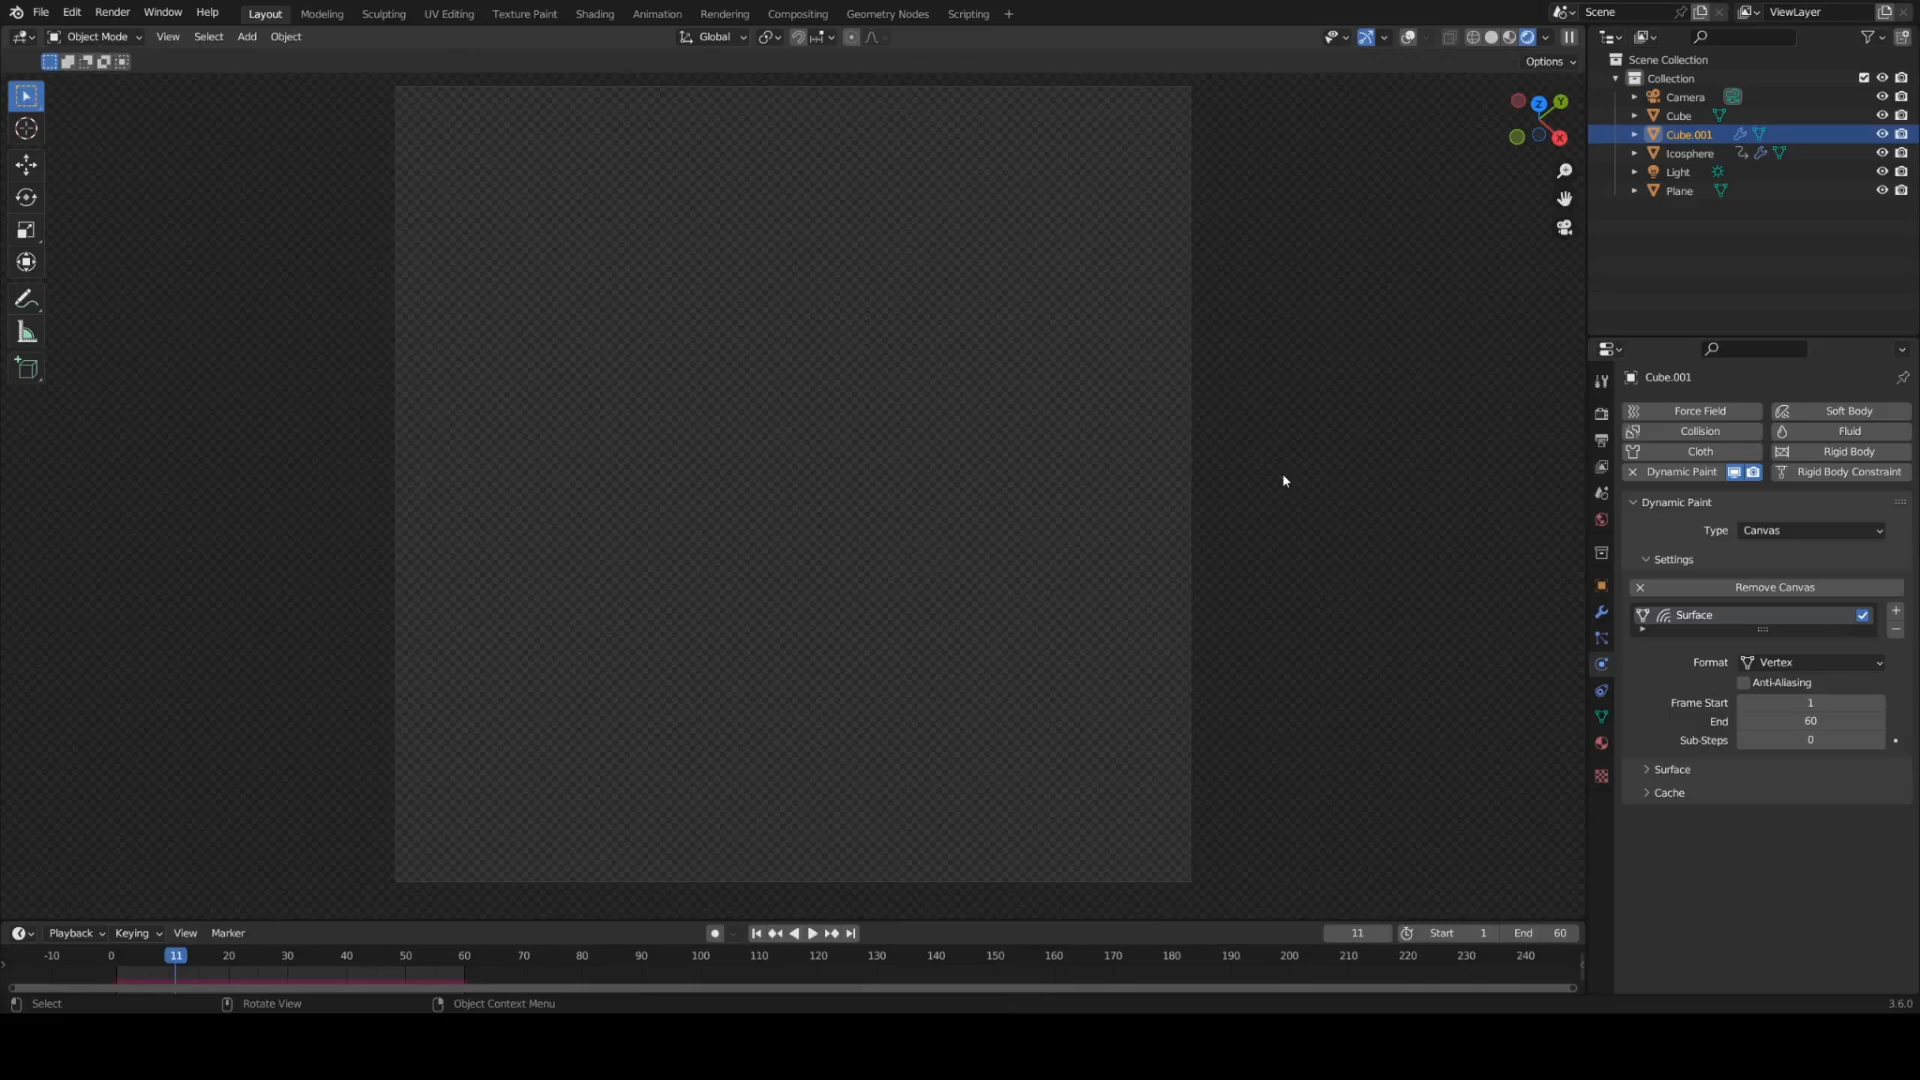 File Edit Render Window Help Layout Modeling Sculpting UV Editing Texture Paint Shading Animation Rendering Compositing Geometry Nodes Scripting + Scene ViewLayer
Object Mode View Select Add Object Global
Options
Z Y
X
Scene Collection
Collection
Camera
Cube
Cube.001
Icosphere
Light
Plane
Cube.001
Force Field Soft Body
Collision Fluid
Cloth Rigid Body
Dynamic Paint Rigid Body Constraint
Dynamic Paint
Type Canvas
Settings
Remove Canvas
Surface
Format Vertex
Anti-Aliasing
Frame Start 1
End 60
Sub-Steps 0
Surface
Cache
Playback Keying View Marker 11 Start 1 End 60
-10 0 11 20 30 40 50 60 70 80 90 100 110 120 130 140 150 160 170 180 190 200 210 220 230 240
Select Rotate View Object Context Menu 3.6.0